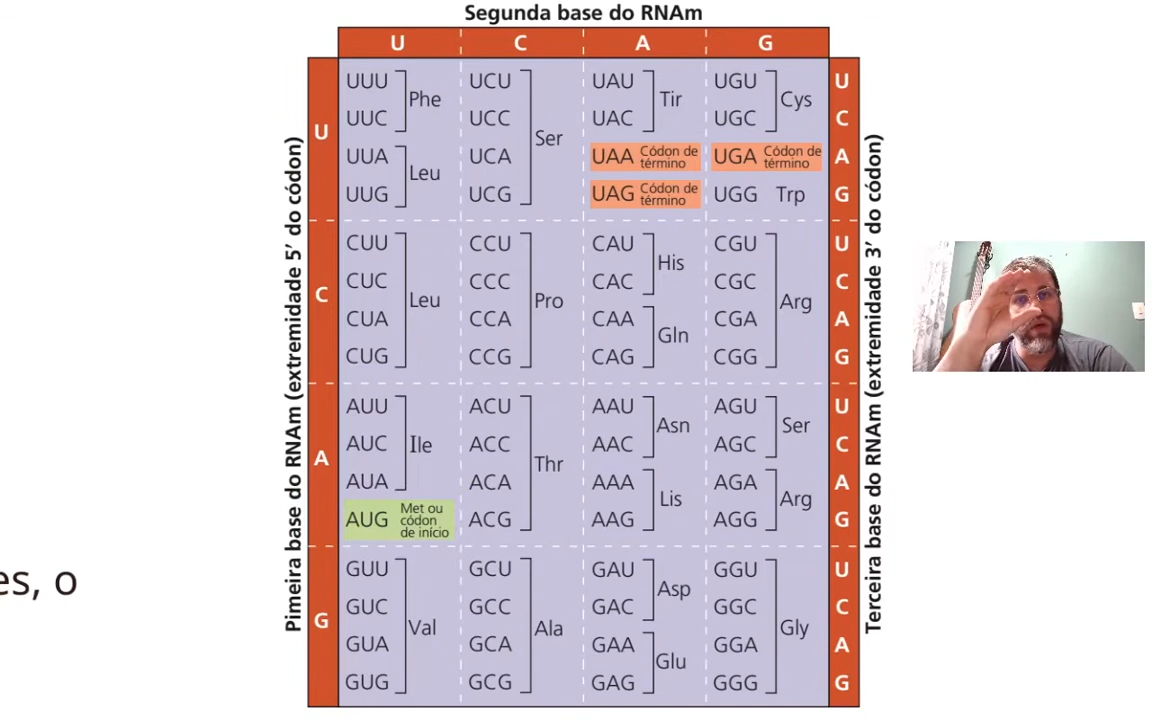 Segunda base do RNAm
U C A G
Pimeira base do RNAm (extremidade 5' do códon)
Terceira base do RNAm (extremidade 3' do códon)
U
UUU UCU UAU UGU U
Phe Tir Cys
UUC UCC UAC UGC C
Ser
UUA UCA UAA Códon de término UGA Códon de término A
Leu
UUG UCG UAG Códon de término UGG Trp G
C
CUU CCU CAU CGU U
His
CUC CCC CAC CGC C
Leu Pro Arg
CUA CCA CAA CGA A
Gln
CUG CCG CAG CGG G
A
AUU ACU AAU AGU U
Asn Ser
AUC Ile ACC AAC AGC C
Thr
AUA ACA AAA AGA A
Lis Arg
AUG Met ou códon de início ACG AAG AGG G
G
GUU GCU GAU GGU U
Asp
GUC GCC GAC GGC C
Val Ala Gly
GUA GCA GAA GGA A
Glu
GUG GCG GAG GGG G
es, o